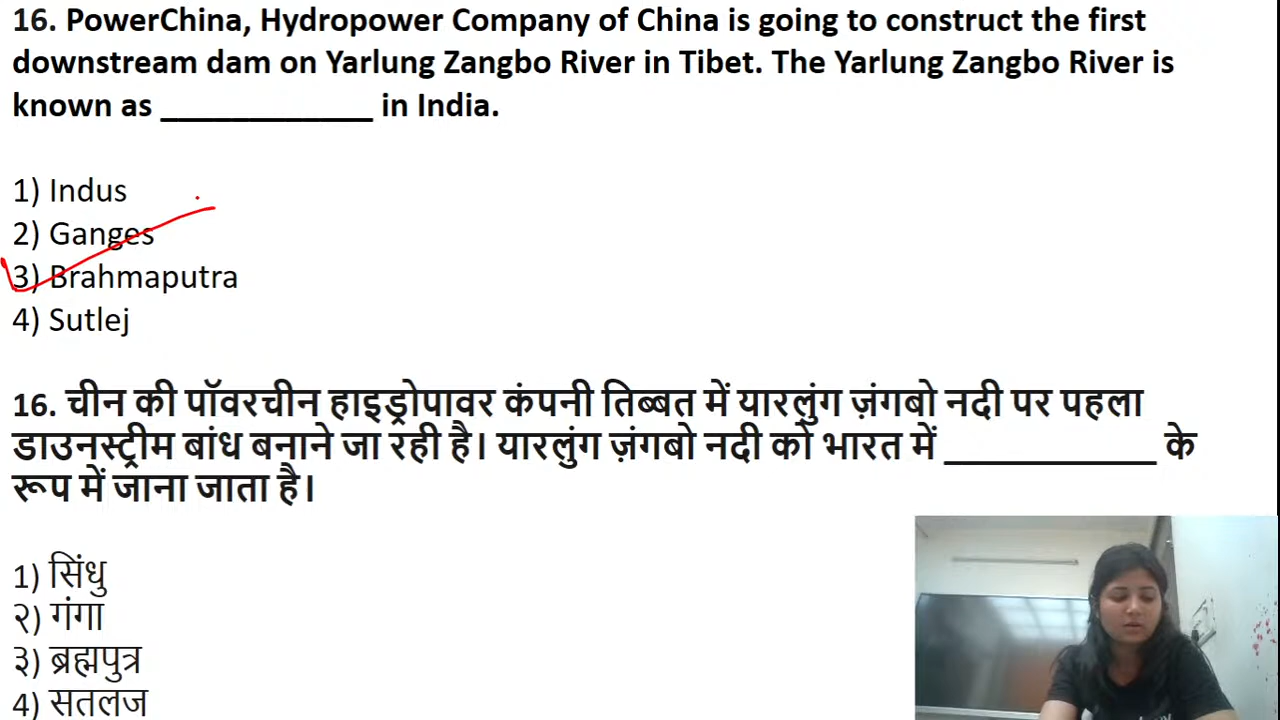 16. PowerChina, Hydropower Company of China is going to construct the first
downstream dam on Yarlung Zangbo River in Tibet. The Yarlung Zangbo River is
known as ____________ in India.
1) Indus
2) Ganges
3) Brahmaputra
4) Sutlej
16. चीन की पॉवरचीन हाइड्रोपावर कंपनी तिब्बत में यारलुंग ज़ंगबो नदी पर पहला
डाउनस्ट्रीम बांध बनाने जा रही है। यारलुंग ज़ंगबो नदी को भारत में ____________ के
रूप में जाना जाता है।
1) सिंधु
२) गंगा
३) ब्रह्मपुत्र
4) सतलज